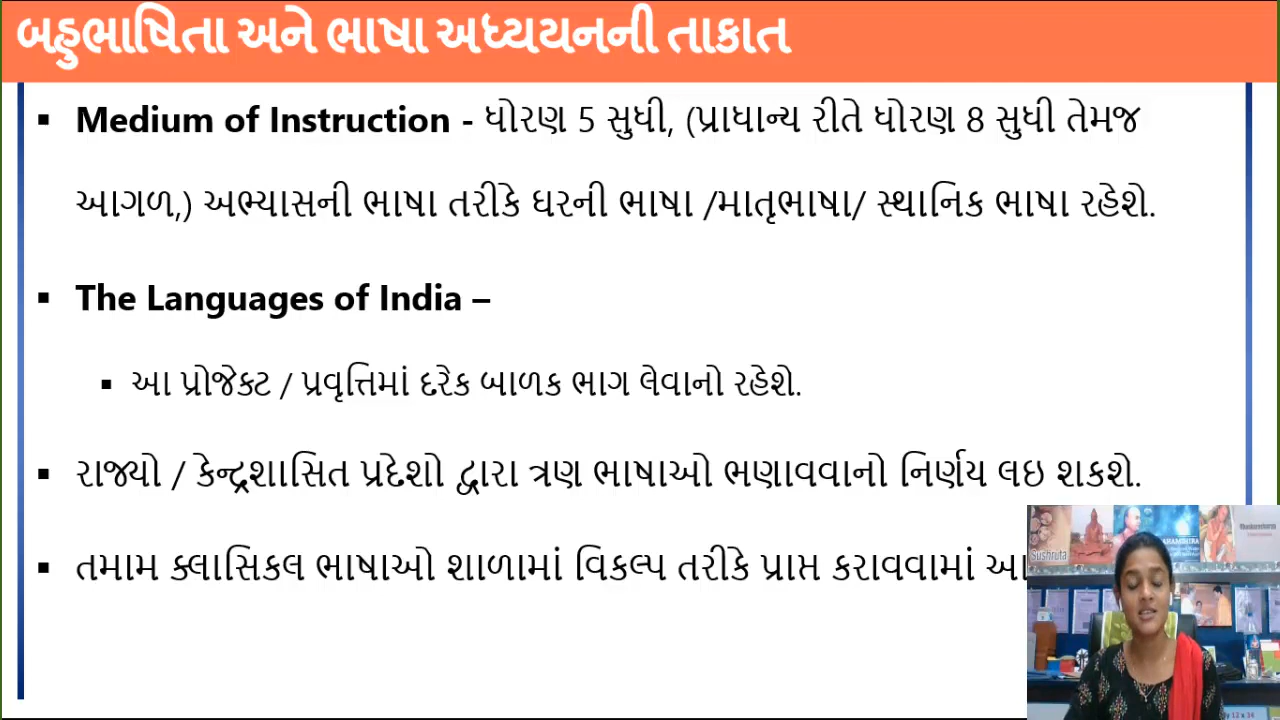 બહુભાષિતા અને ભાષા અધ્યયનની તાકાત
▪ Medium of Instruction - ધોરણ 5 સુધી, (પ્રાધાન્ય રીતે ધોરણ 8 સુધી તેમજ
આગળ,) અભ્યાસની ભાષા તરીકે ઘરની ભાષા /માતૃભાષા/ સ્થાનિક ભાષા રહેશે.
▪ The Languages of India –
▪ આ પ્રોજેક્ટ / પ્રવૃત્તિમાં દરેક બાળક ભાગ લેવાનો રહેશે.
▪ રાજ્યો / કેન્દ્રશાસિત પ્રદેશો દ્વારા ત્રણ ભાષાઓ ભણાવવાનો નિર્ણય લઇ શકશે.
▪ તમામ ક્લાસિકલ ભાષાઓ શાળામાં વિકલ્પ તરીકે પ્રાપ્ત કરાવવામાં આ
Sushruta